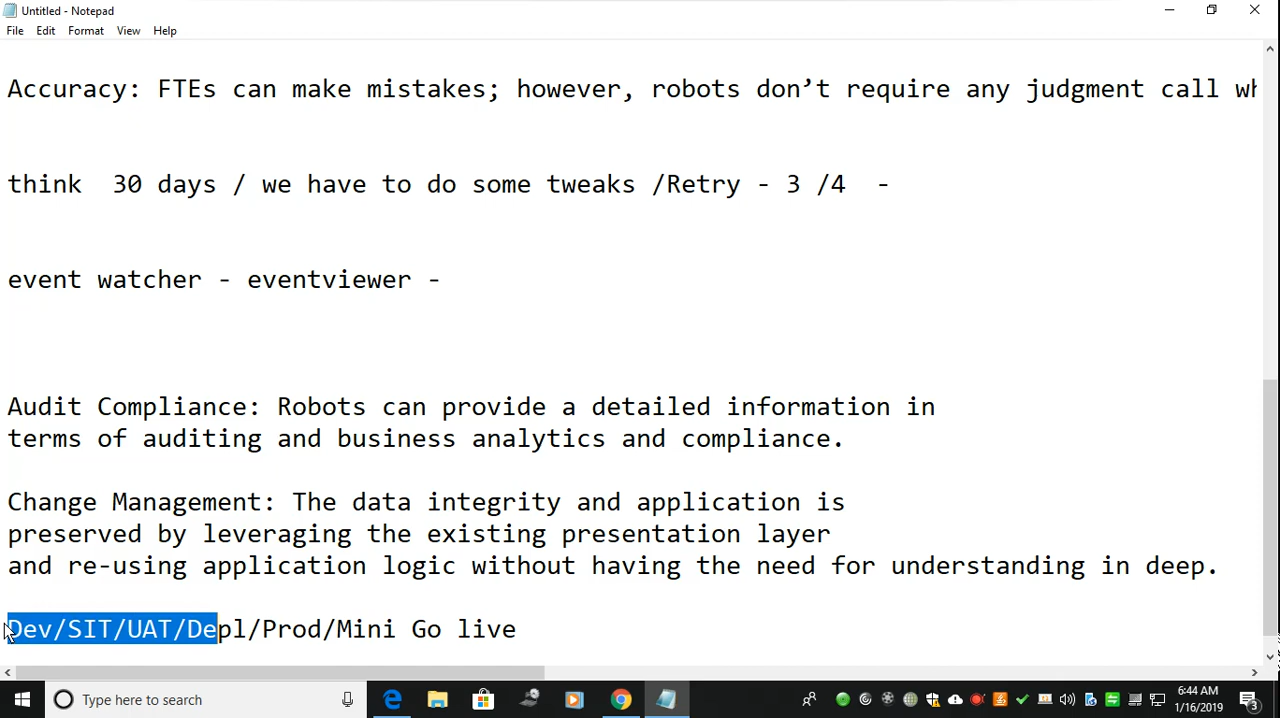 Untitled - Notepad
File Edit Format View Help
Accuracy: FTEs can make mistakes; however, robots don’t require any judgment call
think  30 days / we have to do some tweaks /Retry - 3 /4  -
event watcher - eventviewer -
Audit Compliance: Robots can provide a detailed information in
terms of auditing and business analytics and compliance.
Change Management: The data integrity and application is
preserved by leveraging the existing presentation layer
and re-using application logic without having the need for understanding in deep.
Dev/SIT/UAT/Depl/Prod/Mini Go live
Type here to search
6:44 AM
1/16/2019
3